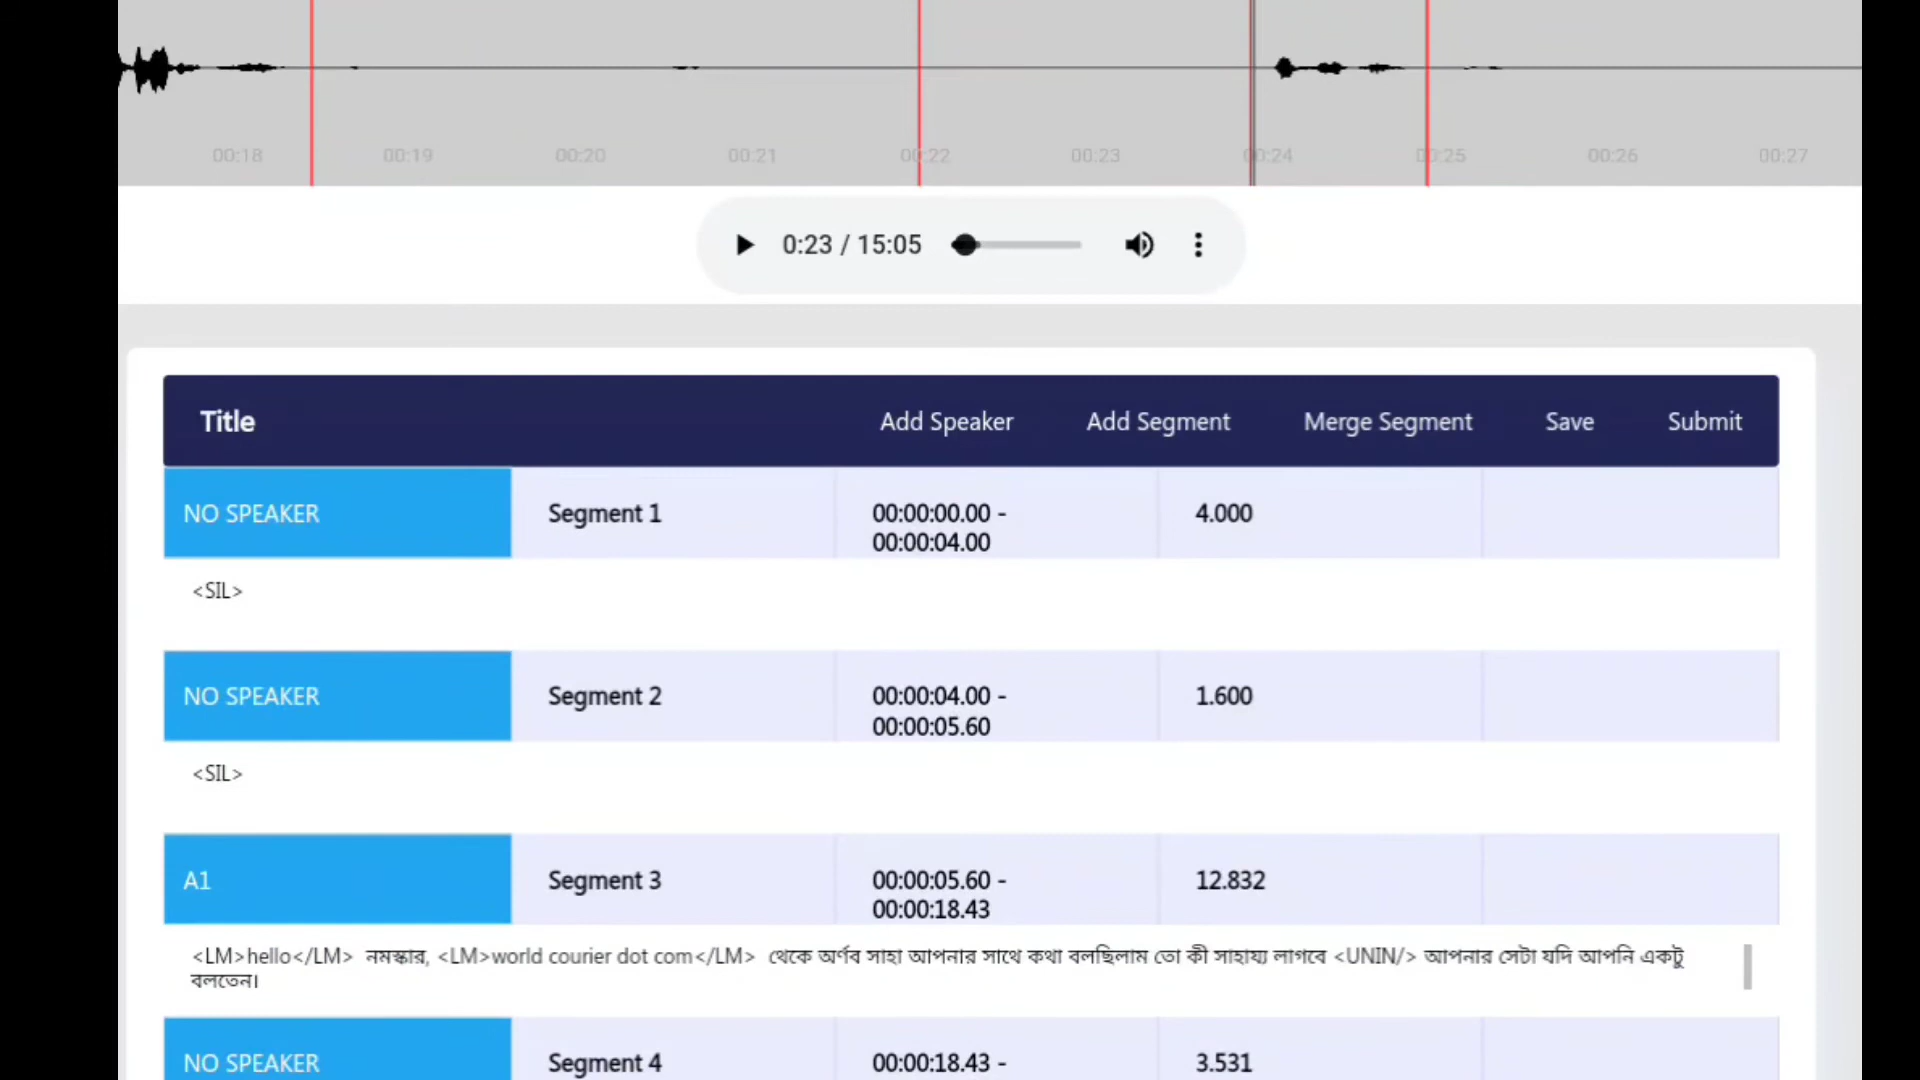 00:18 00:19 00:20 00:21 00:22 00:23 00:24 00:25 00:26 00:27
0:23 / 15:05
Title Add Speaker Add Segment Merge Segment Save Submit
NO SPEAKER Segment 1 00:00:00.00 - 4.000
00:00:04.00
<SIL>
NO SPEAKER Segment 2 00:00:04.00 - 1.600
00:00:05.60
<SIL>
A1 Segment 3 00:00:05.60 - 12.832
00:00:18.43
<LM>hello</LM> নমস্কার, <LM>world courier dot com</LM> থেকে অর্ণব সাহা আপনার সাথে কথা বলছিলাম তো কী সাহায্য লাগবে <UNIN/> আপনার সেটা যদি আপনি একটু
বলতেন।
NO SPEAKER Segment 4 00:00:18.43 - 3.531